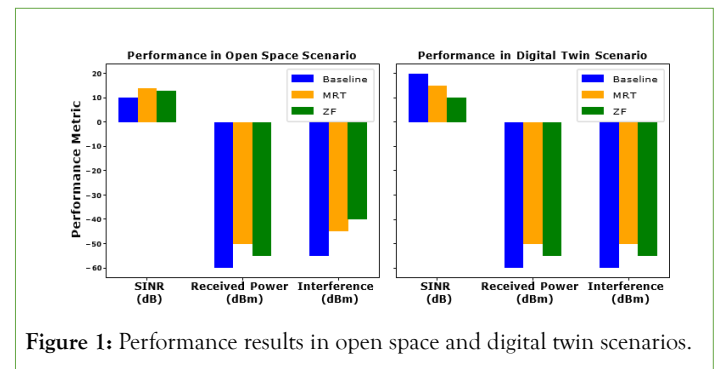 Performance in Open Space Scenario
Performance in Digital Twin Scenario
Performance Metric
20
10
0
−10
−20
−30
−40
−50
−60
Baseline
MRT
ZF
Baseline
MRT
ZF
SINR
(dB)
Received Power
(dBm)
Interference
(dBm)
SINR
(dB)
Received Power
(dBm)
Interference
(dBm)
Figure 1: Performance results in open space and digital twin scenarios.